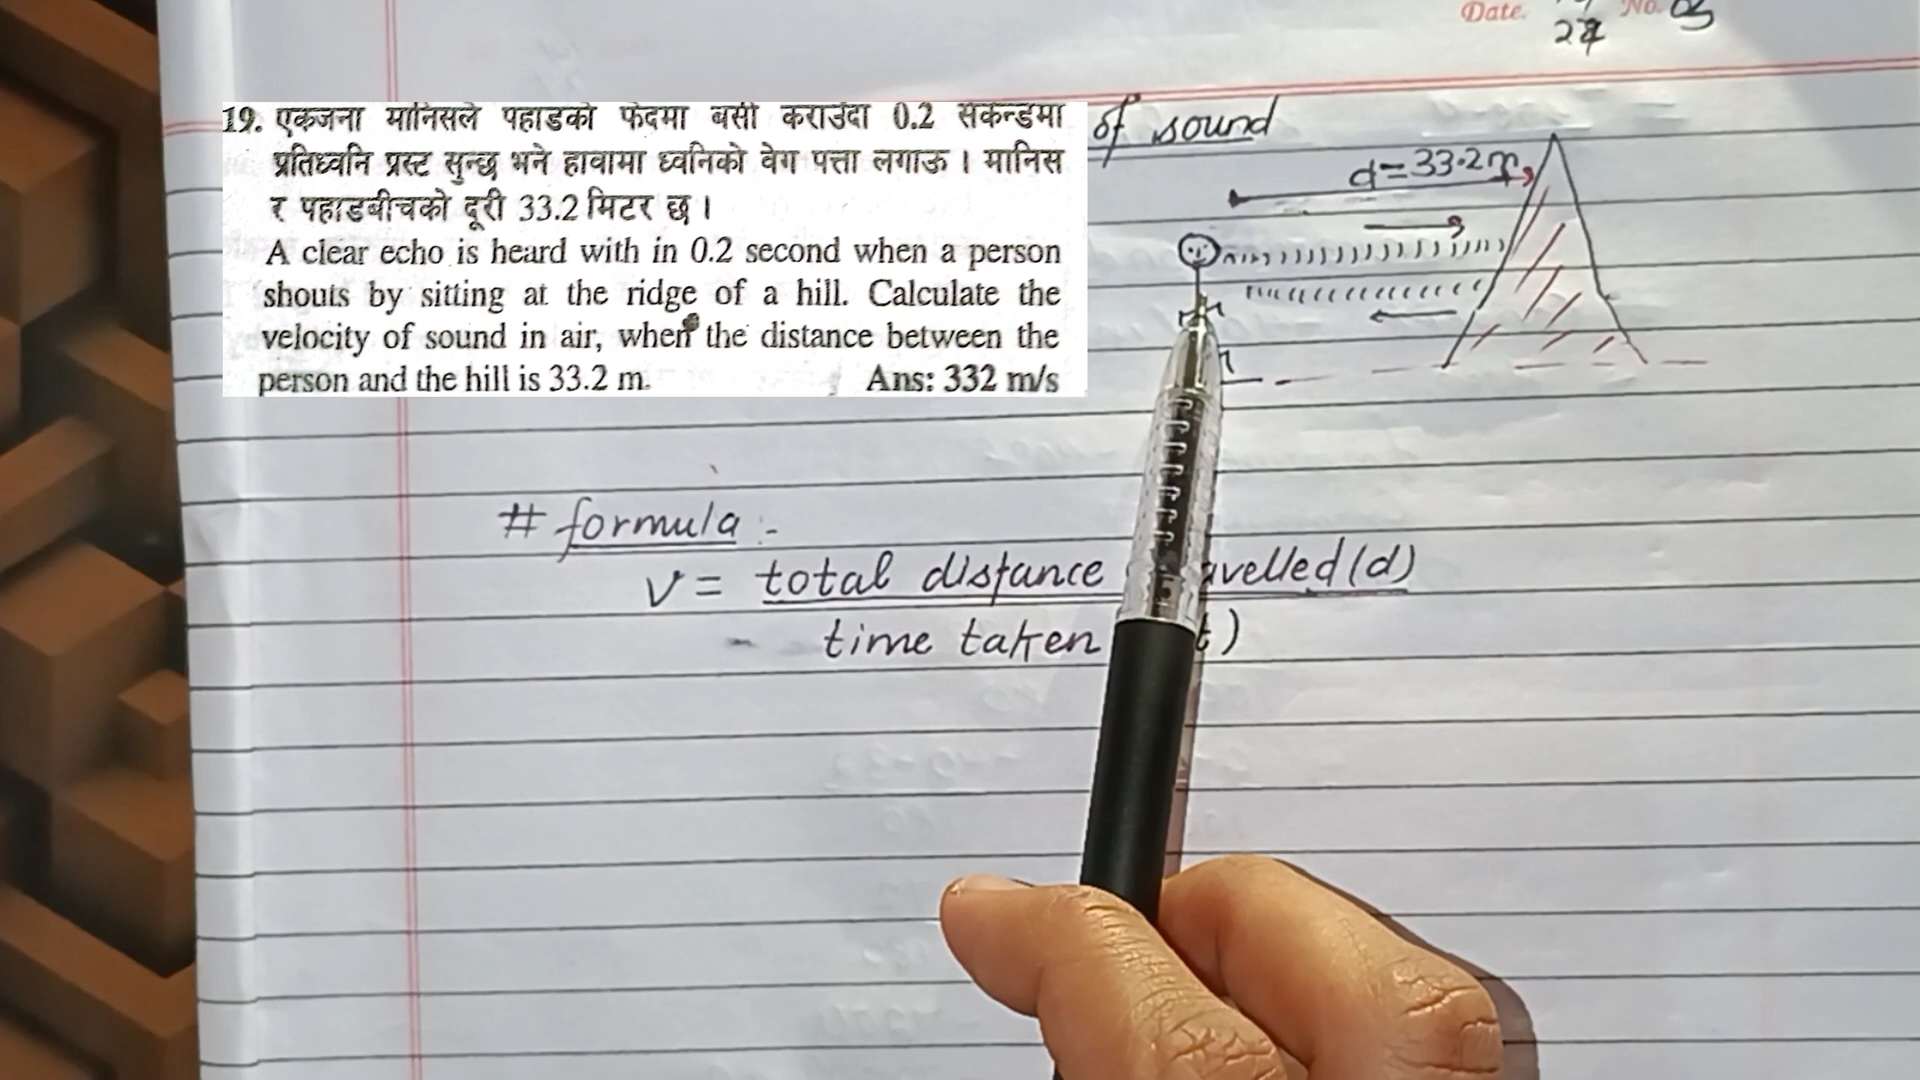 Date. No. 05
27
19. एकजना मानिसले पहाडको फेदमा बसी कराउँदा 0.2 सेकेन्डमा
प्रतिध्वनि प्रस्ट सुन्छ भने हावामा ध्वनिको वेग पत्ता लगाऊ । मानिस
र पहाडबीचको दूरी 33.2 मिटर छ ।
A clear echo is heard with in 0.2 second when a person
shouts by sitting at the ridge of a hill. Calculate the
velocity of sound in air, when the distance between the
person and the hill is 33.2 m. Ans: 332 m/s
of sound
d=33.2m
# formula :-
v = total distance avelled (d)
time taken t)